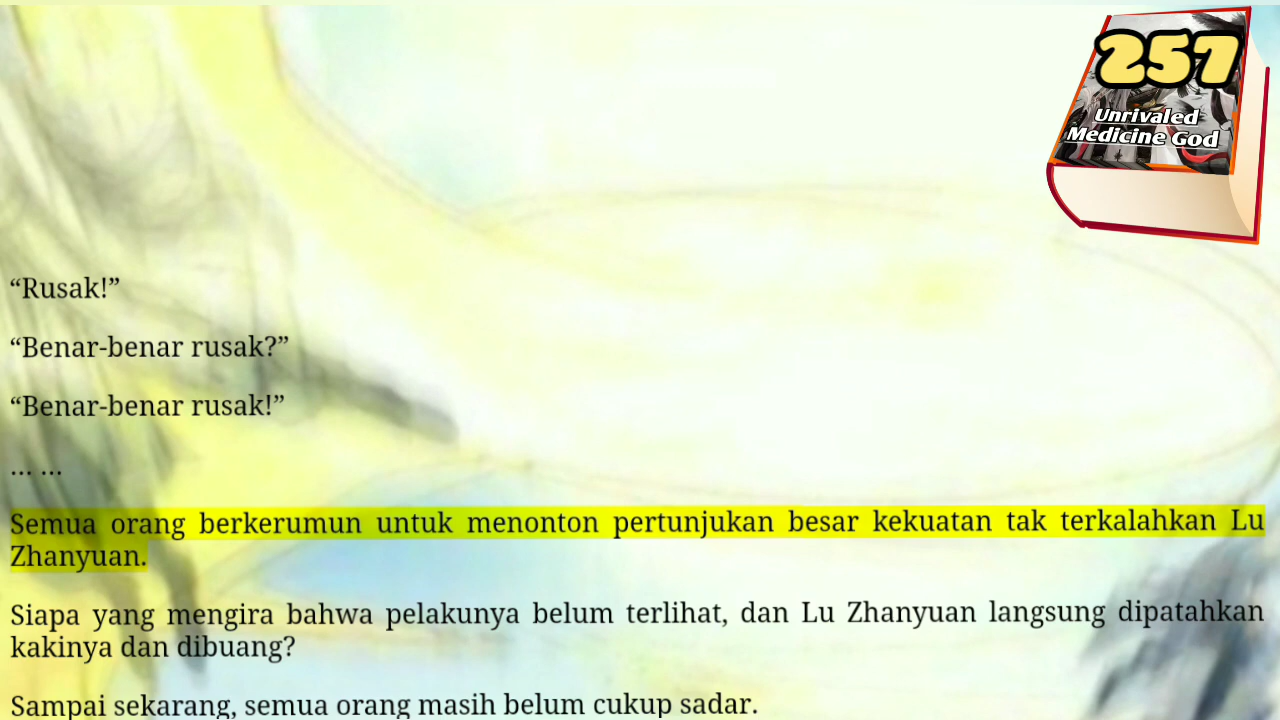 257
Unrivaled
Medicine God
“Rusak!”
“Benar-benar rusak?”
“Benar-benar rusak!”
... ...
Semua orang berkerumun untuk menonton pertunjukan besar kekuatan tak terkalahkan Lu
Zhanyuan.
Siapa yang mengira bahwa pelakunya belum terlihat, dan Lu Zhanyuan langsung dipatahkan
kakinya dan dibuang?
Sampai sekarang, semua orang masih belum cukup sadar.